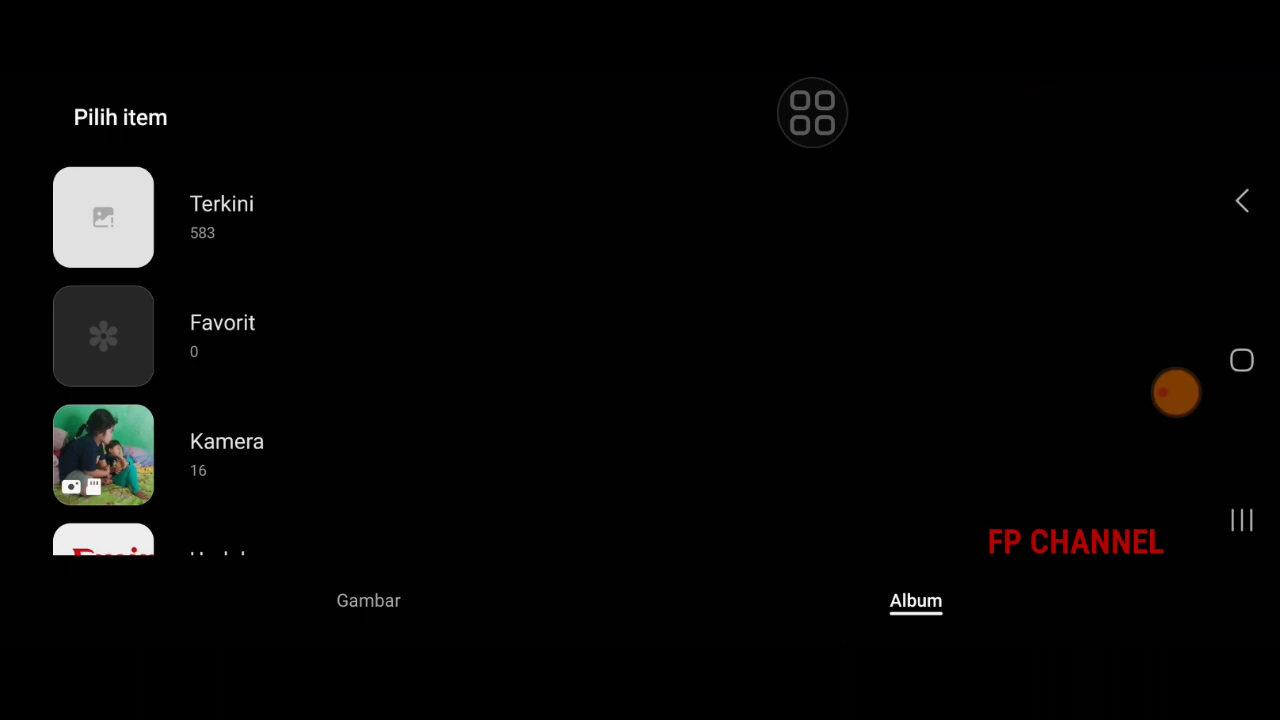 Pilih item
Terkini
583
Favorit
0
Kamera
16
FP CHANNEL
Gambar
Album